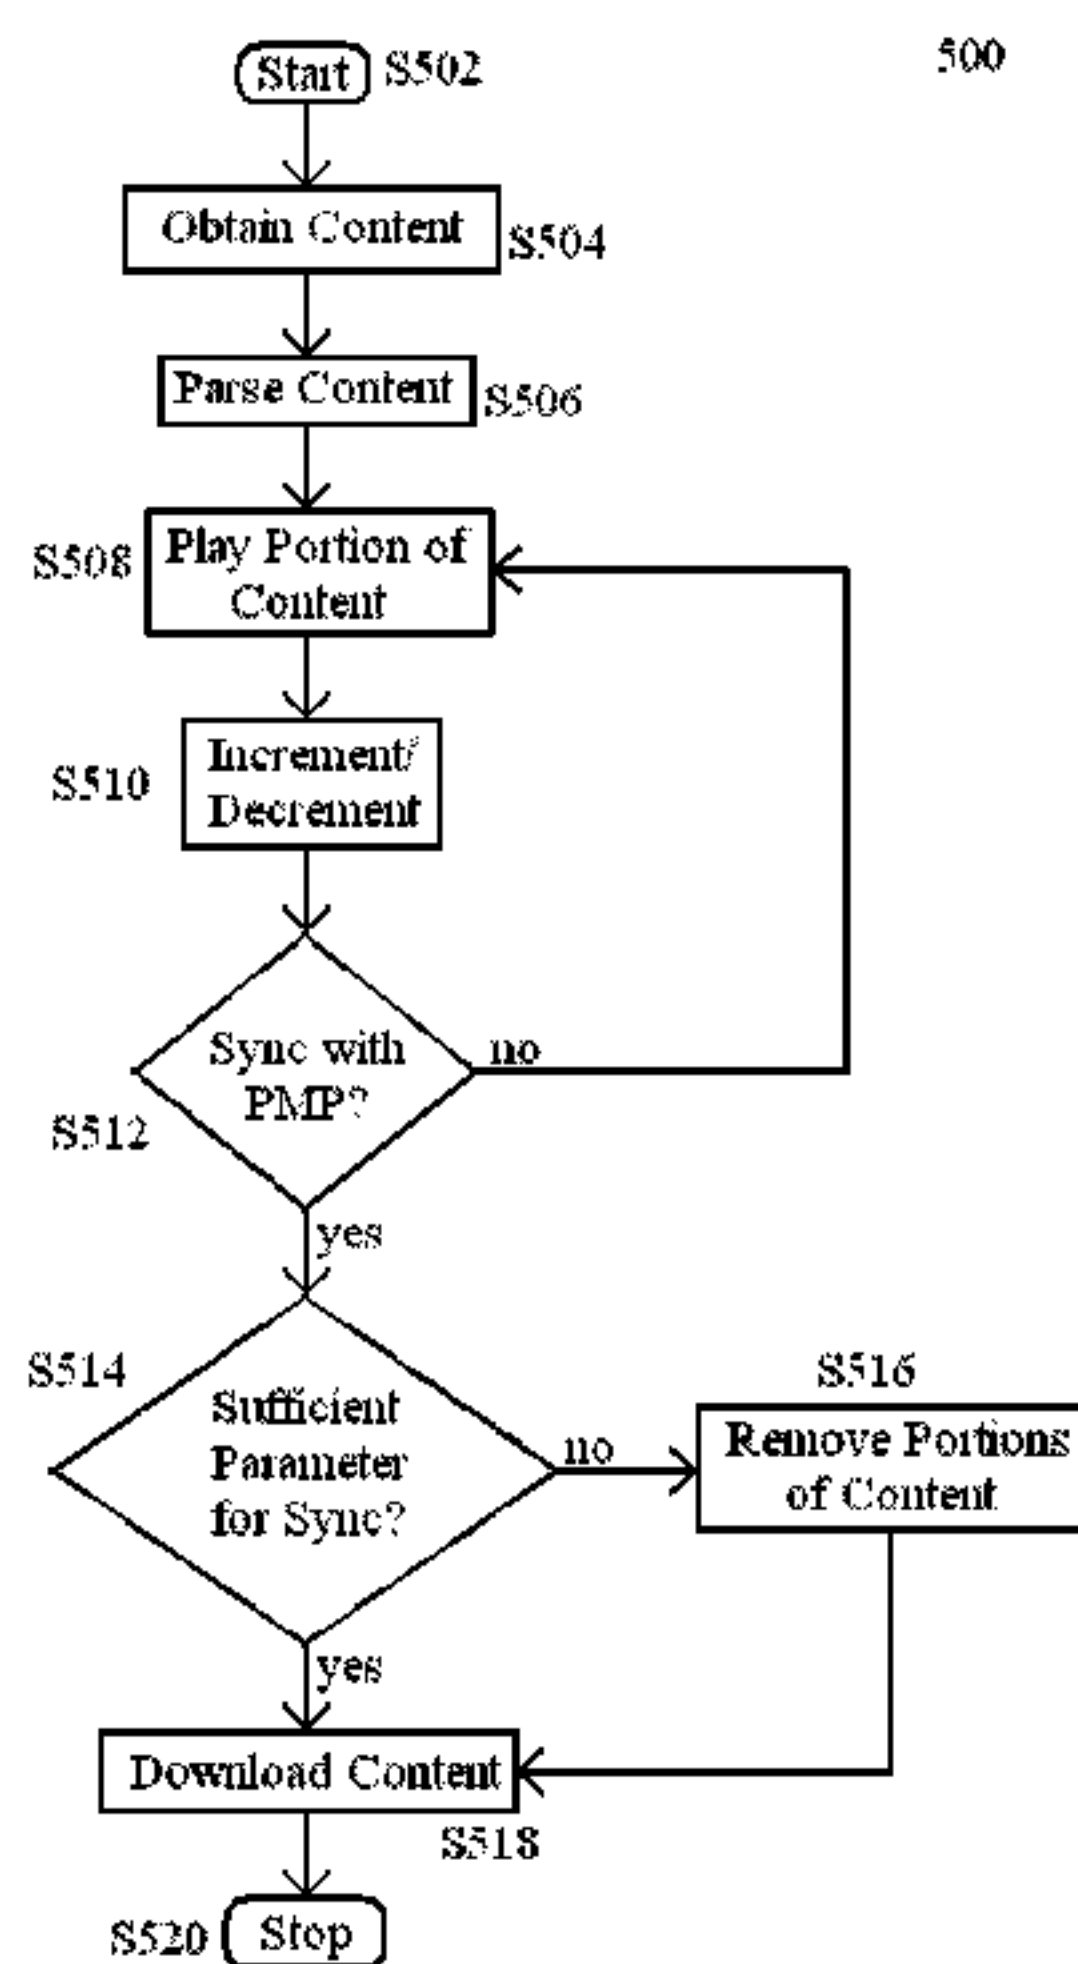 500
Start S502
Obtain Content
S504
Parse Content
S506
S508
Play Portion of
Content
S510
Increment/
Decrement
Sync with
PMP?
no
S512
yes
S514
Sufficient
Parameter
for Sync?
no
S516
Remove Portions
of Content
yes
Download Content
S518
S520
Stop